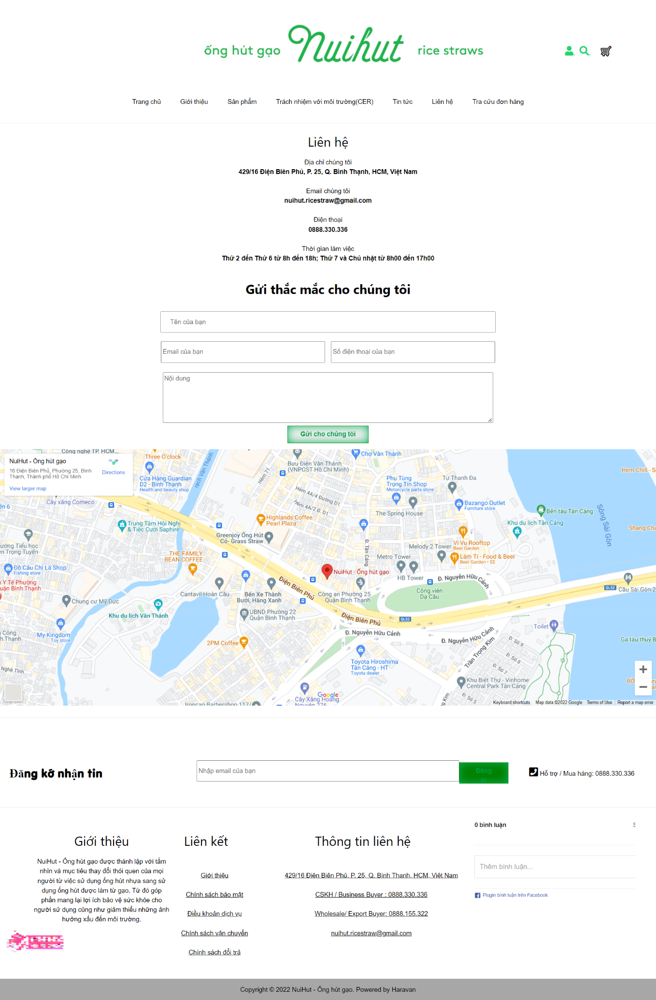 ống hút gạo Nuihut rice straws
Trang chủ Giới thiệu Sản phẩm Trách nhiệm với môi trường(CER) Tin tức Liên hệ Tra cứu đơn hàng
Liên hệ
Địa chỉ chúng tôi
429/16 Điện Biên Phủ, P. 25, Q. Bình Thạnh, HCM, Việt Nam
Email chúng tôi
nuihut.ricestraw@gmail.com
Điện thoại
0888.330.336
Thời gian làm việc
Thứ 2 đến Thứ 6 từ 8h đến 18h; Thứ 7 và Chủ nhật từ 8h00 đến 17h00
Gửi thắc mắc cho chúng tôi
Tên của bạn
Email của bạn
Số điện thoại của bạn
Nội dung
Gửi cho chúng tôi
NuiHut - Ống hút gạo
16 Điện Biên Phủ, Phường 25, Bình
Thạnh, Thành phố Hồ Chí Minh
Directions
View larger map
Công nghệ TP. HCM...
Three O'clock
Cửa Hàng Guardian
D2 - Bình Thạnh
Health and beauty shop
rạch Văn Thánh
Hẻm 71
Bưu Điện Văn Thánh
(VNPOST Hồ Chí Minh)
Chợ Văn Thánh
Hẻm 4A/4 Đường D1
Hẻm 4A/2 Đ. D1
Phụ Tùng
Trọng Tín Shop
Motorcycle parts store
Tự Thanh Đa
The Spring House
Bazango Outlet
Furniture store
Bến tàu Tân Cảng
Khu du lịch Tân Cảng
Sông Sài Gòn
Hem Chill - S
Shang Cha
Cây xăng Comeco
Trung Tâm Hội Nghị
& Tiệc Cưới Saphire
Highlands Coffee
Pearl Plaza
Greenjoy Ống Hút
Cỏ- Grass Straw
THE FAMILY
BEAN COFFEE
Đ. Tân Cảng
Melody 2 Tower
Metro Tower
HB Tower
Vi Vu Rooftop
Beer Garden
Làm Tí - Food & Beer
Beer Garden • $$
ường Tiểu học
n Trọng Tuyển
Đồ Câu Chì Lá Shop
Fishing store
n Y Tế Phường
uận Bình Thạnh
NuiHut - Ống hút gạo
Điện Biên Phủ
Đ. Nguyễn Hữu Cảnh
Công viên
Dạ Cầu
QL52
Cầu Sài Gòn 2
Cantavil Hoàn Cầu
Bến Xe Thành
Bưởi, Hàng Xanh
Công an Phường 25
Quận Bình Thạnh
Chung cư Mỹ Đức
Khu du lịch Văn Thánh
UBND Phường 22
Quận Bình Thạnh
Điện Biên Phủ
QL52
Đ. Nguyễn Hữu Cảnh
Đ. Nguyễn Hữu Cảnh
My Kingdom
Toy store
2PM Coffee
Toilet
Trần Trọng Kim
Đ. Số 9
Đ. Số 8
Đ. Số 7
Đ. Số 5
Ga tàu thuỷ B
Toyota Hiroshima
Tân Cảng - HT
Toyota dealer
Khu Biệt Thự - Vinhome
Central Park Tân Cảng
Nghệ Tĩnh
Cây Xăng Hoàng
Nguyên 276
Ironcap Barbershop 117/
Google
Keyboard shortcuts Map data ©2022 Google Terms of Use Report a map error
Đăng kớ nhận tin
Nhập email của bạn
Đăng
kí
Hỗ trợ / Mua hàng: 0888.330.336
Giới thiệu
NuiHut - Ống hút gạo được thành lập với tầm
nhìn và mục tiêu thay đổi thói quen của mọi
người từ việc sử dụng ống hút nhựa sang sử
dụng ống hút được làm từ gạo. Từ đó góp
phần mang lại lợi ích bảo vệ sức khỏe cho
người sử dụng cũng như giảm thiểu những ảnh
hưởng xấu đến môi trường.
Liên kết
Giới thiệu
Chính sách bảo mật
Điều khoản dịch vụ
Chính sách vận chuyển
Chính sách đổi trả
Thông tin liên hệ
429/16 Điện Biên Phủ, P. 25, Q. Bình Thạnh, HCM, Việt Nam
CSKH / Business Buyer : 0888.330.336
Wholesale/ Export Buyer: 0888.155.322
nuihut.ricestraw@gmail.com
0 bình luận
Thêm bình luận...
Plugin bình luận trên Facebook
Copyright © 2022 NuiHut - Ống hút gạo. Powered by Haravan